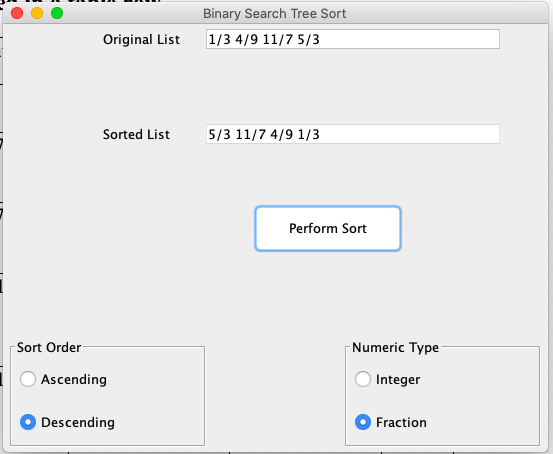 Binary Search Tree Sort
Original List 1/3 4/9 11/7 5/3
Sorted List 5/3 11/7 4/9 1/3
Perform Sort
Sort Order Numeric Type
Ascending Integer
Descending Fraction